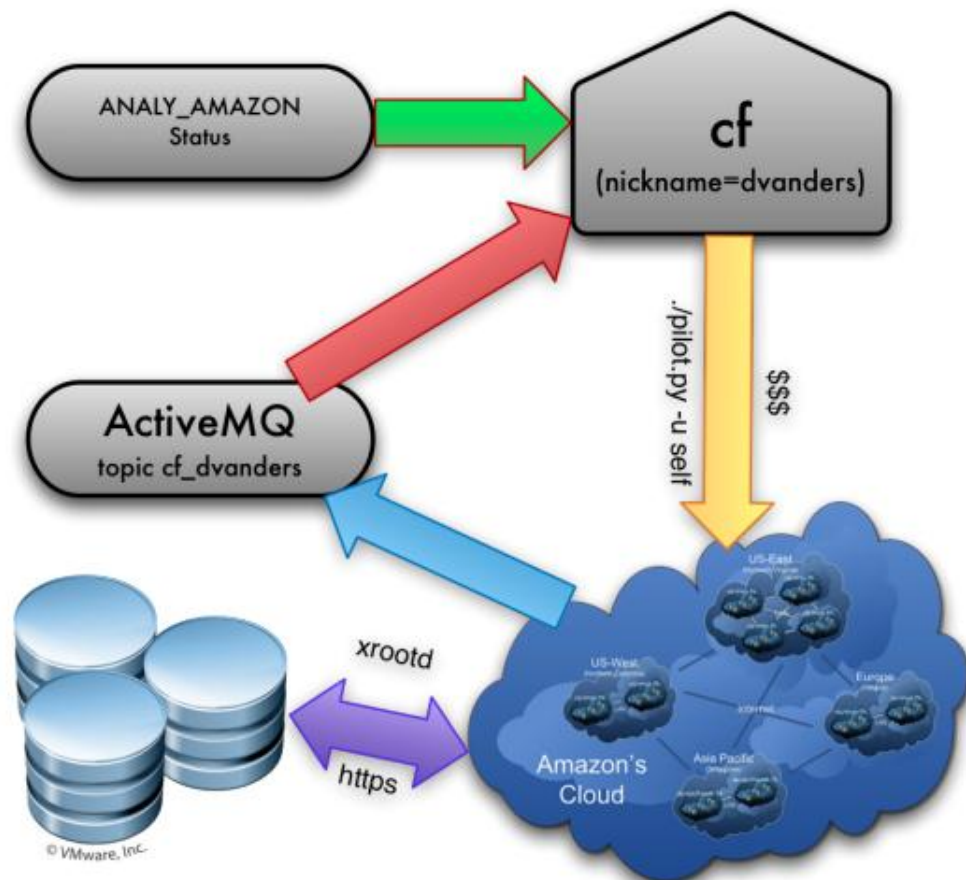 ANALY_AMAZON
Status
cf
(nickname=dvanders)
ActiveMQ
topic cf_dvanders
./pilot.py -u self
$$$
xrootd
https
US-East
US-West
Europe
internet
Asia Pacific
Amazon's
Cloud
© VMware, Inc.